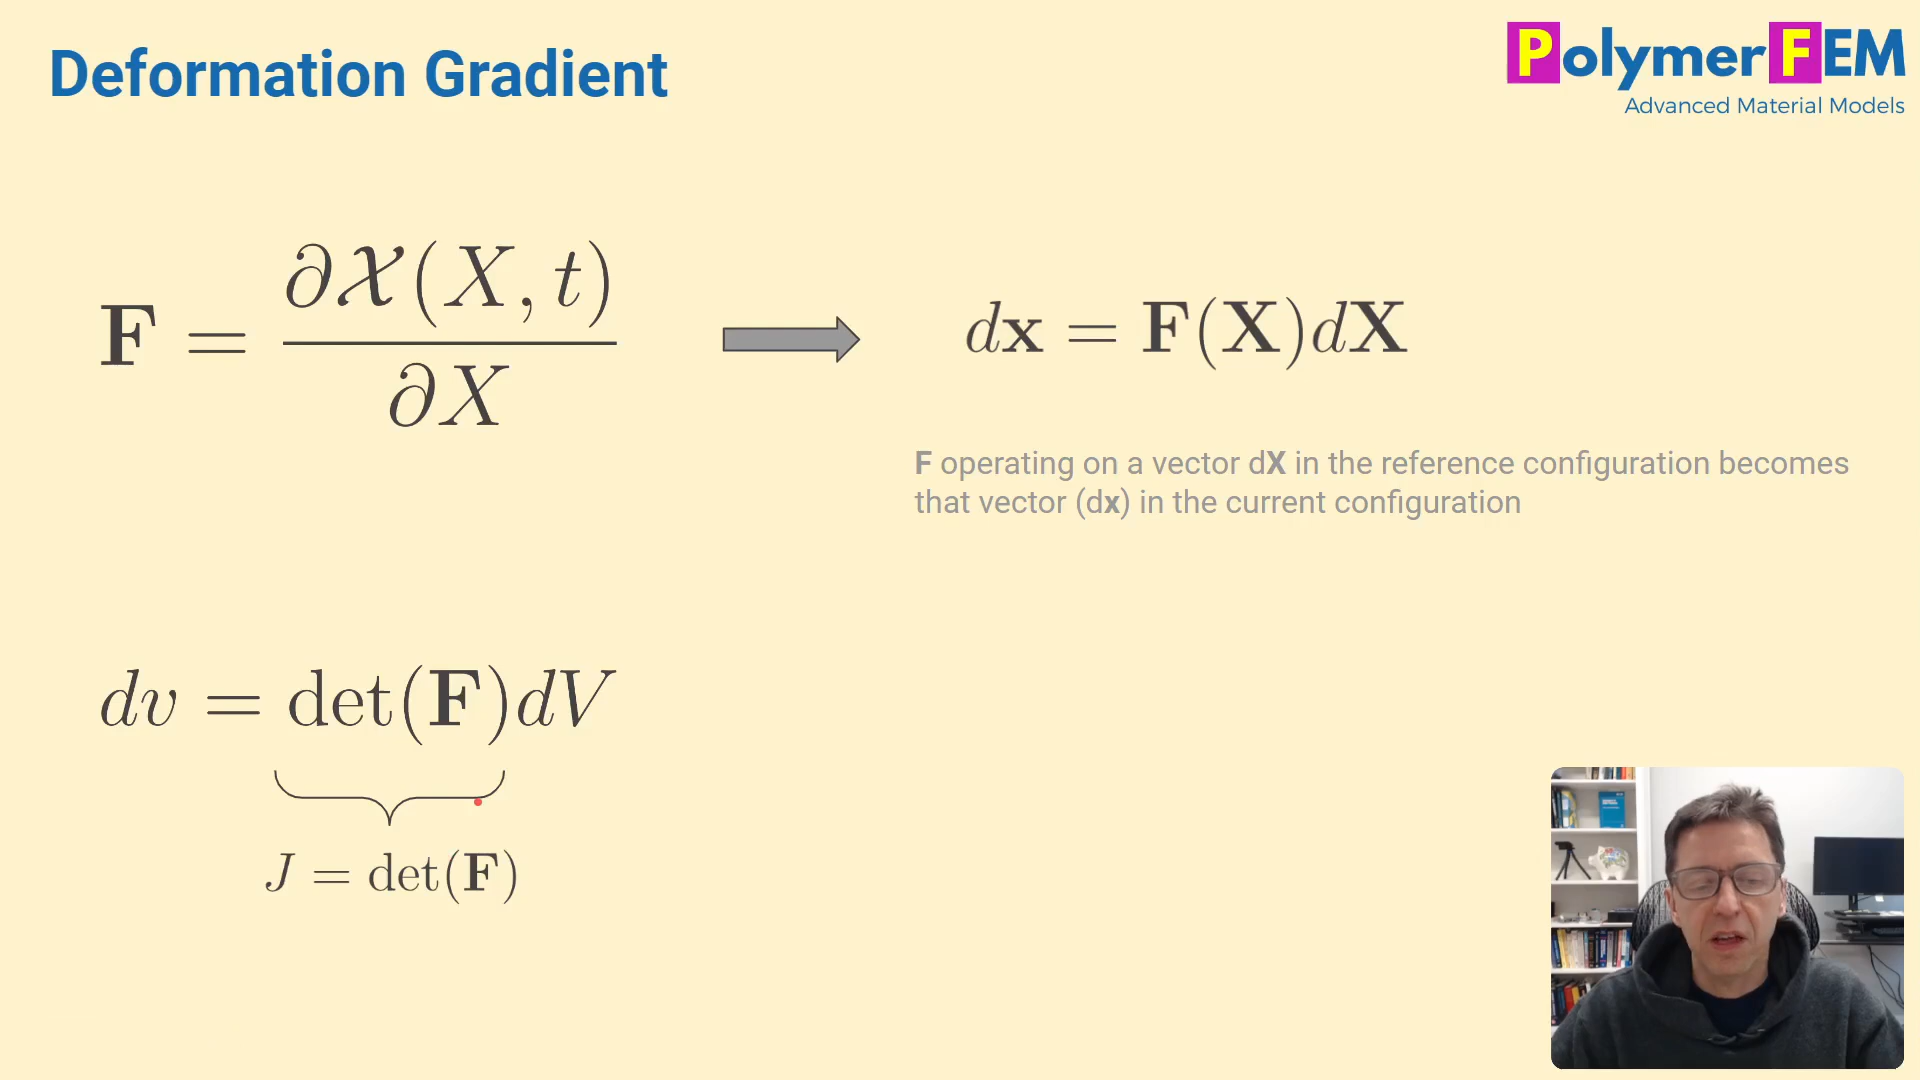 Deformation Gradient
PolymerFEM
Advanced Material Models
F = ∂𝒳(X, t) / ∂X
dx = F(X)dX
F operating on a vector dX in the reference configuration becomes
that vector (dx) in the current configuration
dv = det(F)dV
J = det(F)